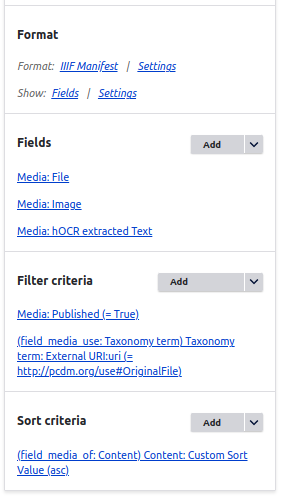 Format
Format: IIIF Manifest | Settings
Show: Fields | Settings
Fields
Add
Media: File
Media: Image
Media: hOCR extracted Text
Filter criteria
Add
Media: Published (= True)
(field_media_use: Taxonomy term) Taxonomy
term: External URI:uri (=
http://pcdm.org/use#OriginalFile)
Sort criteria
Add
(field_media_of: Content) Content: Custom Sort
Value (asc)